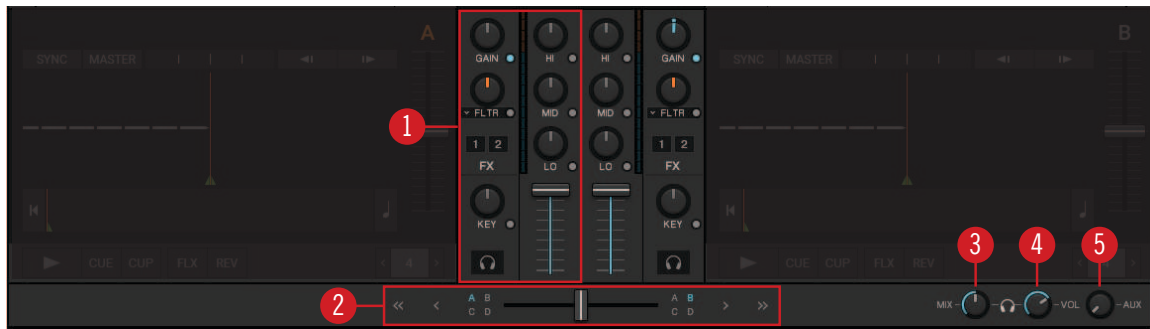 A
B
SYNC MASTER
GAIN HI HI GAIN
SYNC MASTER
FLTR MID MID FLTR
1
1 2 1 2
FX LO LO FX
KEY KEY
CUE CUP FLX REV 4
CUE CUP FLX REV
3 4 5
2
A B A B
C D C D
MIX VOL AUX